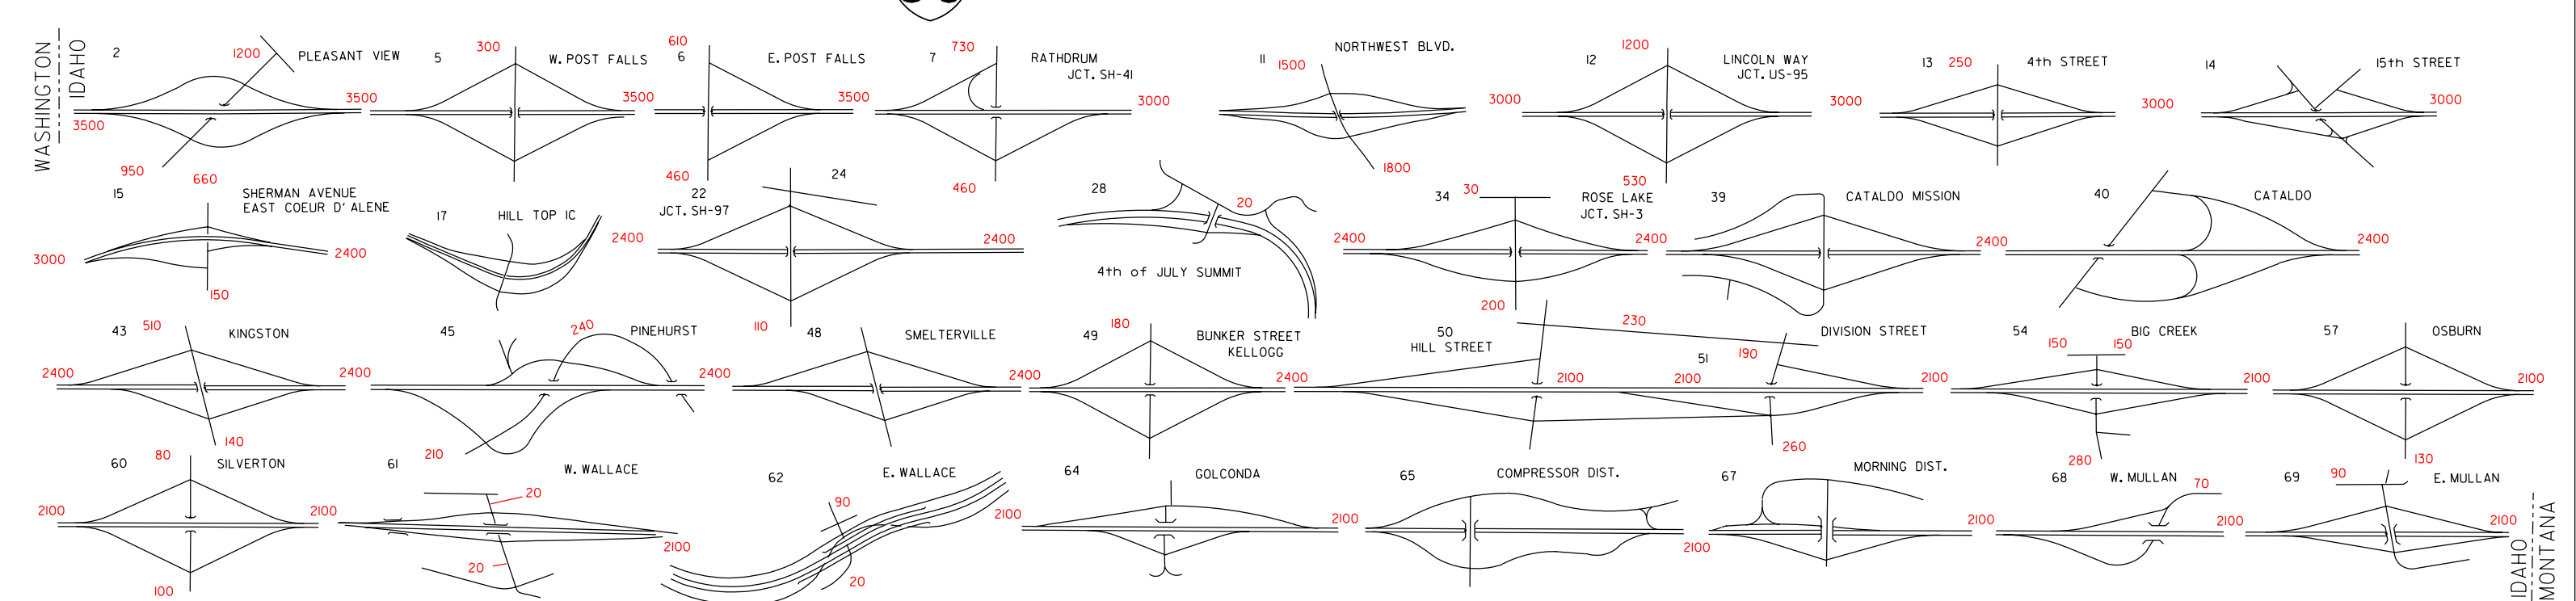 WASHINGTON
IDAHO
2
1200
PLEASANT VIEW
3500
3500
950
5
300
W. POST FALLS
3500
610
6
E. POST FALLS
3500
460
7
730
RATHDRUM
JCT. SH-41
3000
460
11
1500
NORTHWEST BLVD.
1800
12
1200
LINCOLN WAY
JCT. US-95
3000
3000
530
13
250
4th STREET
3000
14
15th STREET
3000
15
660
SHERMAN AVENUE
EAST COEUR D'ALENE
3000
2400
150
17
HILL TOP IC
2400
22
JCT. SH-97
24
2400
110
28
20
4th of JULY SUMMIT
34
30
ROSE LAKE
JCT. SH-3
2400
2400
200
39
CATALDO MISSION
2400
40
CATALDO
2400
43
510
KINGSTON
2400
2400
140
45
240
PINEHURST
2400
210
48
SMELTERVILLE
2400
49
180
BUNKER STREET
KELLOGG
2400
50
HILL STREET
230
2100
51
2100
190
DIVISION STREET
2100
260
54
150
150
BIG CREEK
2100
280
57
OSBURN
2100
130
60
80
SILVERTON
2100
2100
100
61
20
W. WALLACE
2100
20
62
90
E. WALLACE
2100
20
64
GOLCONDA
2100
65
COMPRESSOR DIST.
2100
67
MORNING DIST.
2100
68
W. MULLAN
70
2100
69
90
E. MULLAN
2100
IDAHO
MONTANA